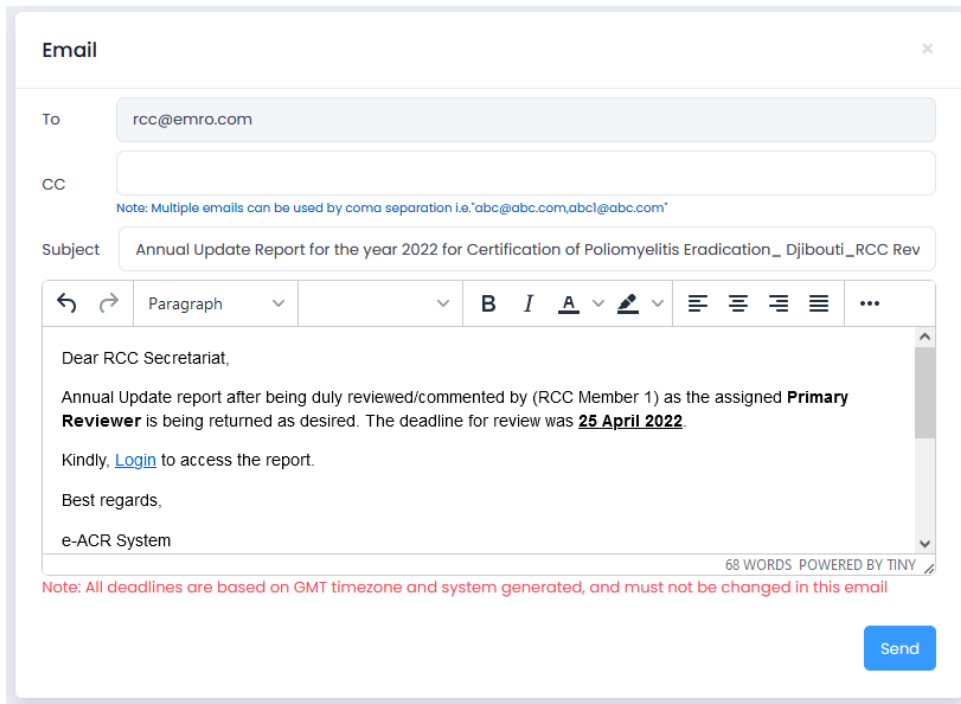 Email
×
To
rcc@emro.com
CC
Note: Multiple emails can be used by coma separation i.e."abc@abc.com,abc1@abc.com"
Subject
Annual Update Report for the year 2022 for Certification of Poliomyelitis Eradication_ Djibouti_RCC Rev
Paragraph
B I A
Dear RCC Secretariat,
Annual Update report after being duly reviewed/commented by (RCC Member 1) as the assigned Primary
Reviewer is being returned as desired. The deadline for review was 25 April 2022.
Kindly, Login to access the report.
Best regards,
e-ACR System
68 WORDS POWERED BY TINY
Note: All deadlines are based on GMT timezone and system generated, and must not be changed in this email
Send